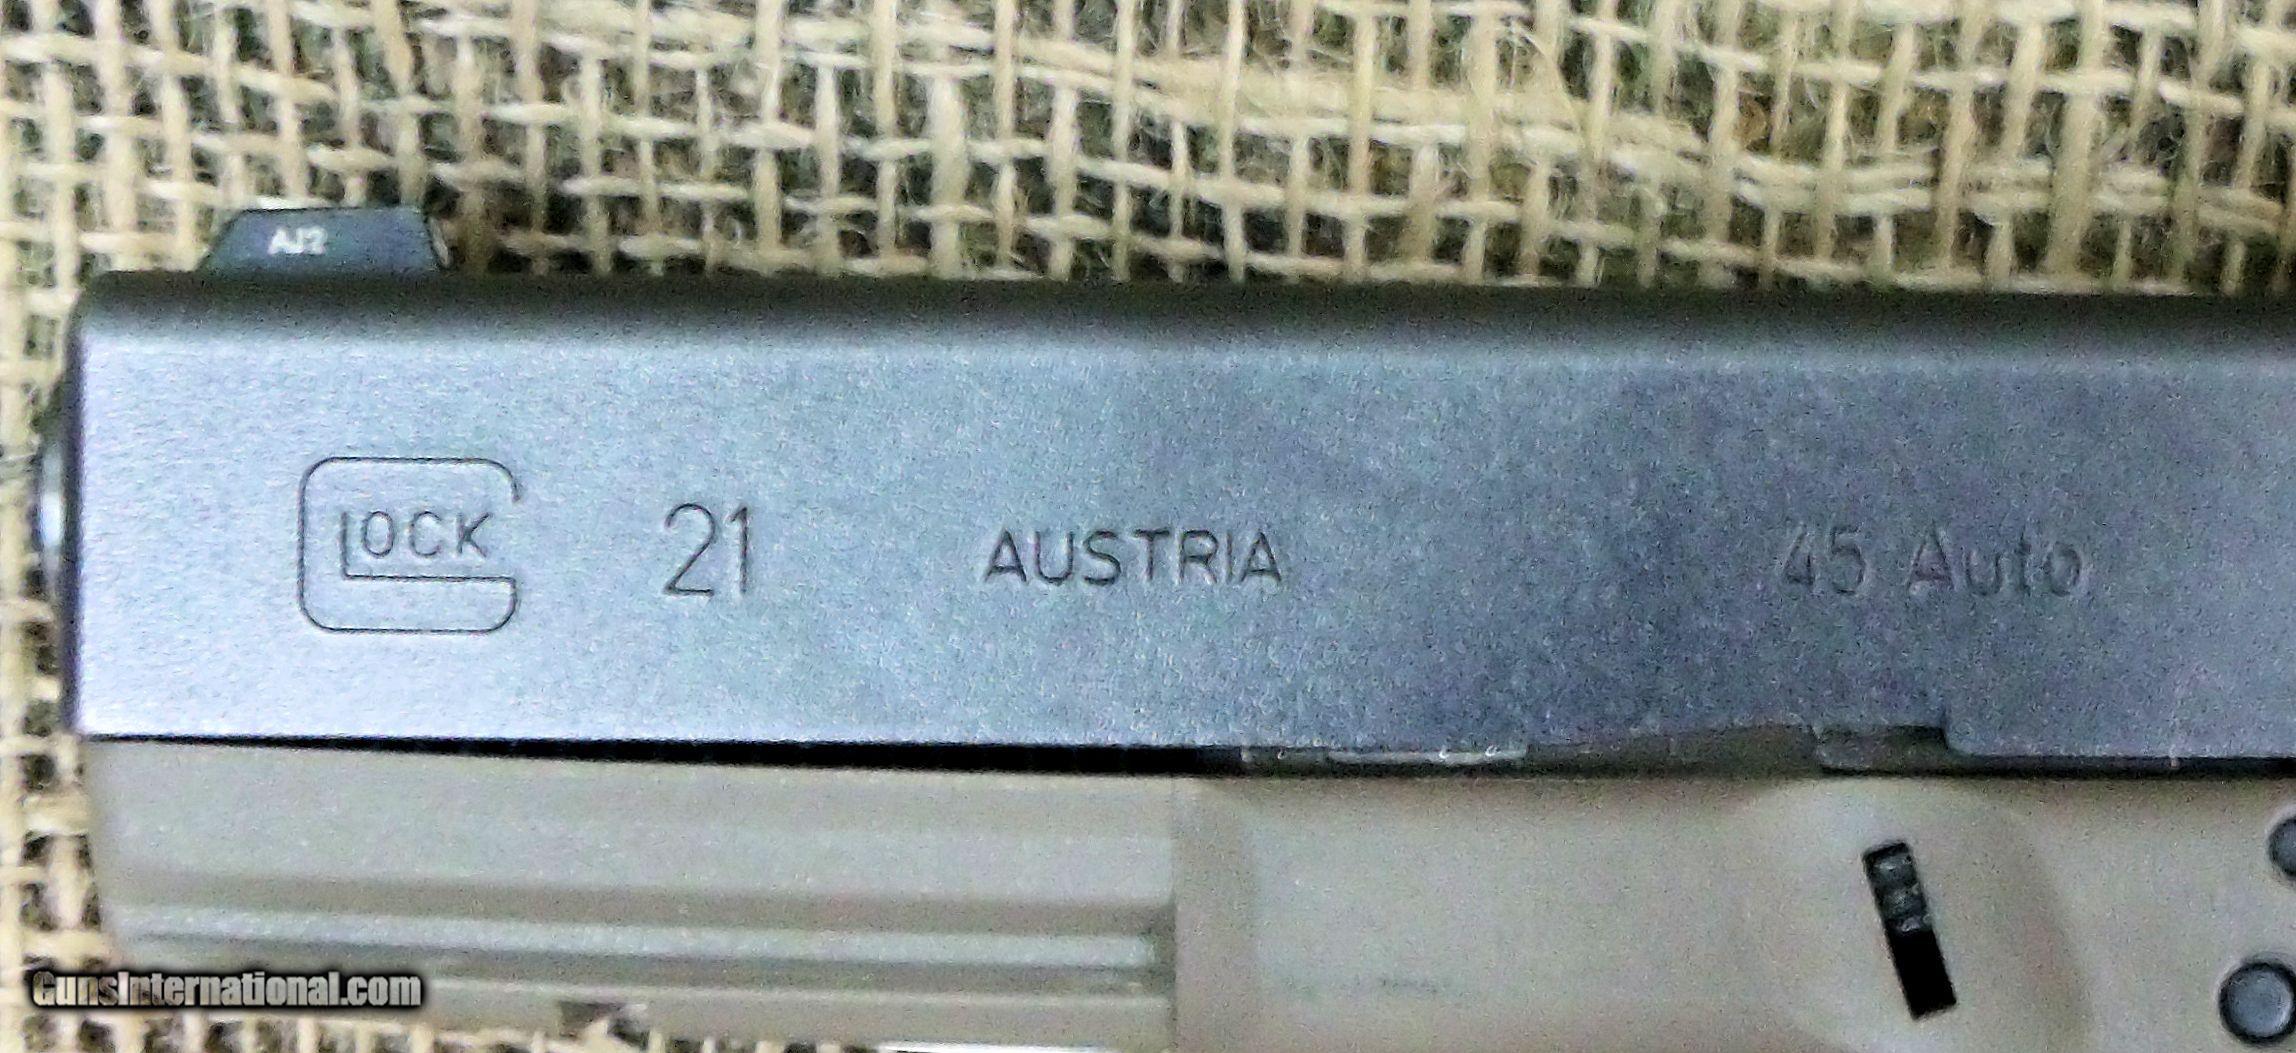 AJ2
GLOCK 21 AUSTRIA 45 Auto
GunsInternational.com